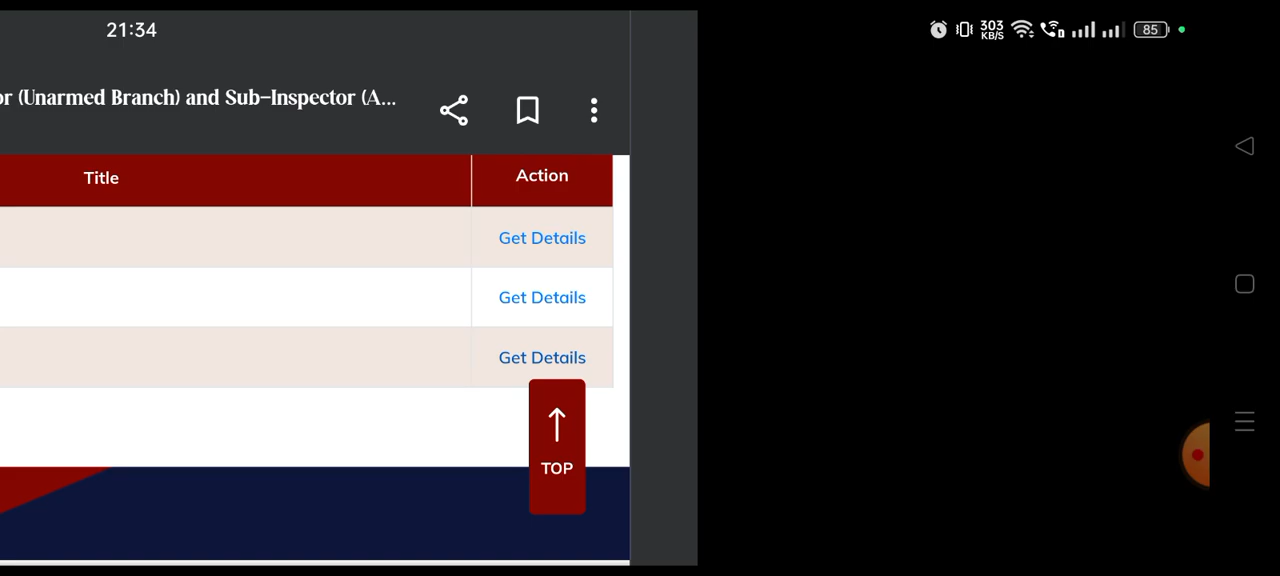 21:34
303
KB/S
85
or (Unarmed Branch) and Sub-Inspector (A...
Title
Action
Get Details
Get Details
Get Details
TOP